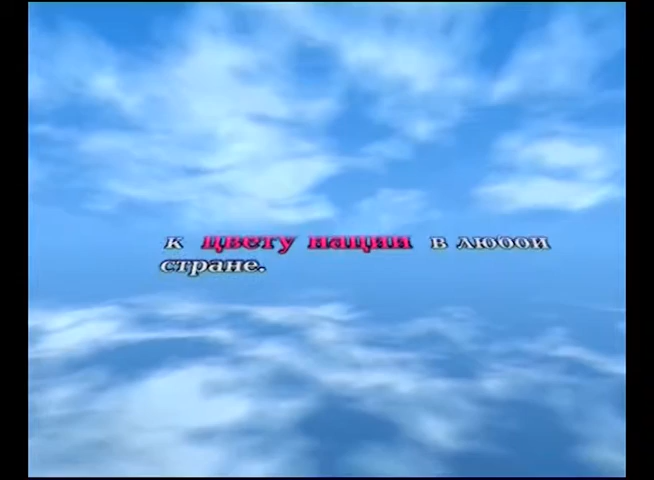 к цвету нации в любой
стране.